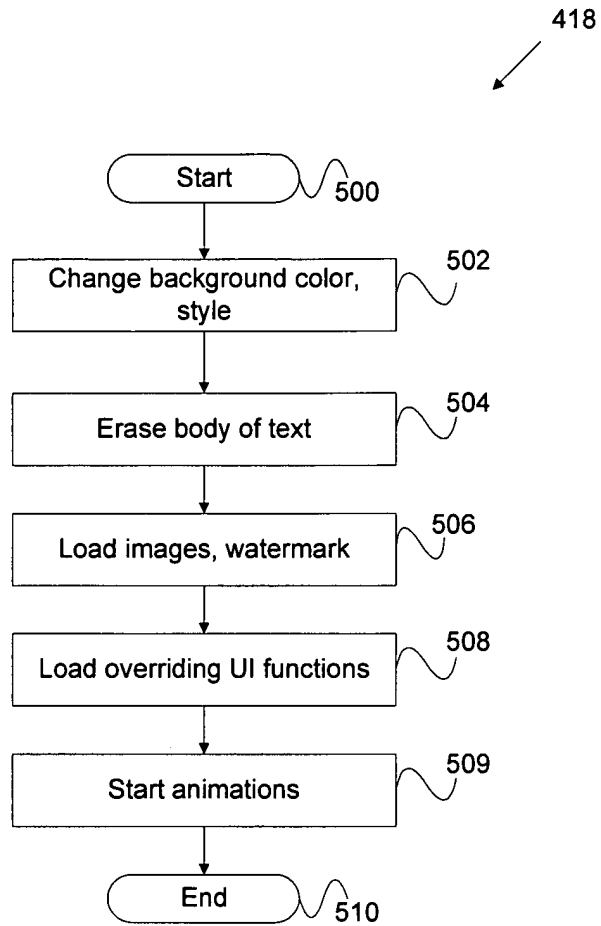 418
Start
500
Change background color,
style
502
Erase body of text
504
Load images, watermark
506
Load overriding UI functions
508
Start animations
509
End
510